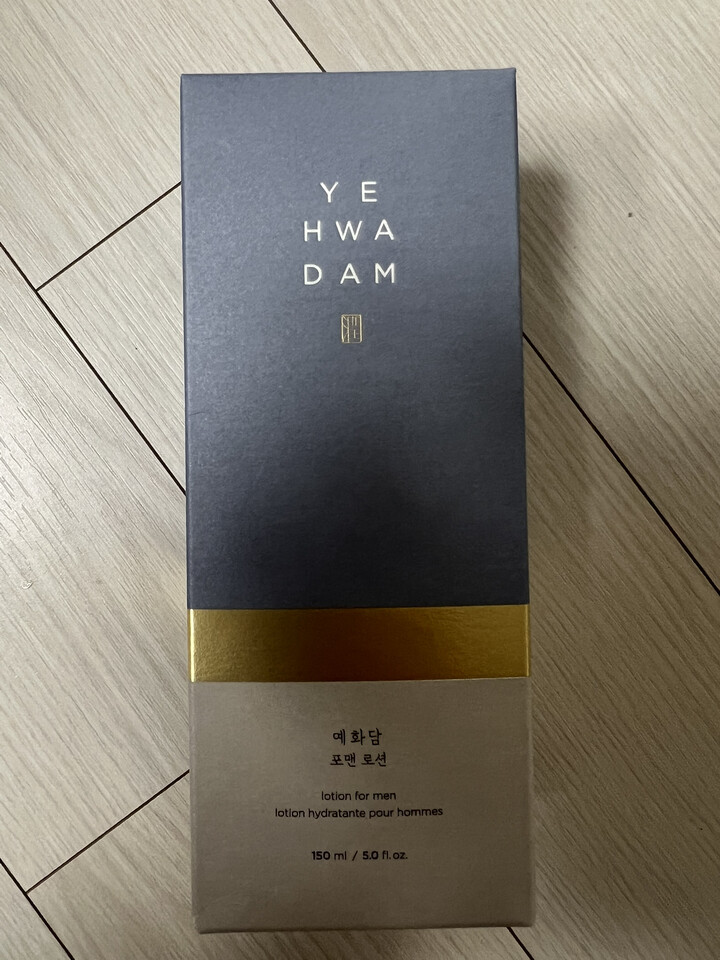 YE
HWA
DAM
예화담
포맨 로션
lotion for men
lotion hydratante pour hommes
150 ml / 5.0 fl.oz.